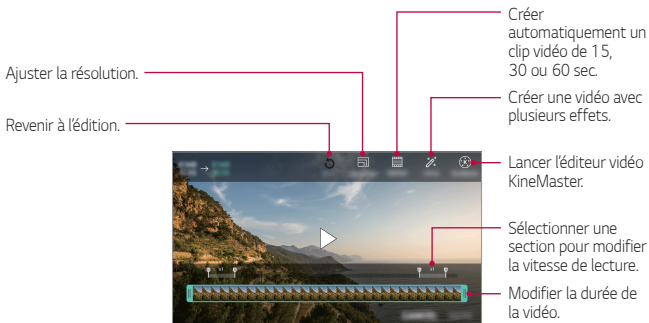 Ajuster la résolution.
Revenir à l'édition.
Créer
automatiquement un
clip vidéo de 15,
30 ou 60 sec.
Créer une vidéo avec
plusieurs effets.
Lancer l'éditeur vidéo
KineMaster.
Sélectionner une
section pour modifier
la vitesse de lecture.
Modifier la durée de
la vidéo.
x1
x1